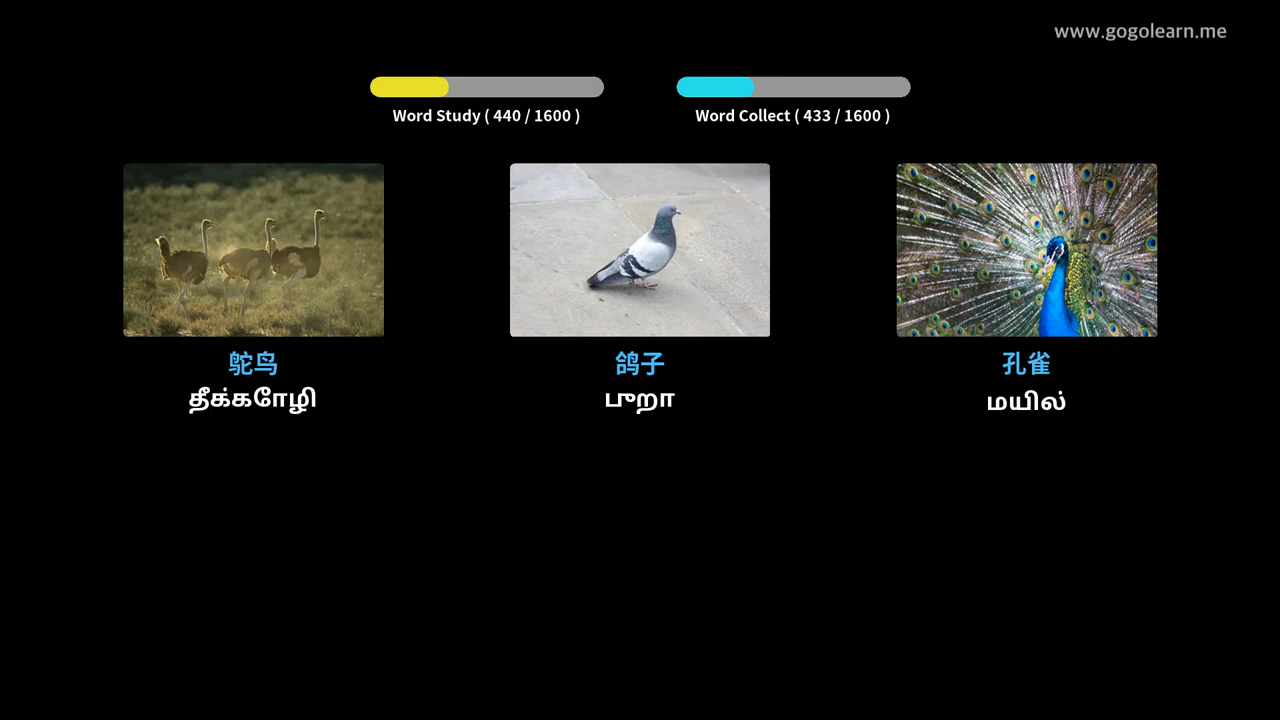 www.gogolearn.me
Word Study ( 440 / 1600 )
Word Collect ( 433 / 1600 )
鸵鸟
鸽子
孔雀
தீக்கோழி
புறா
மயில்